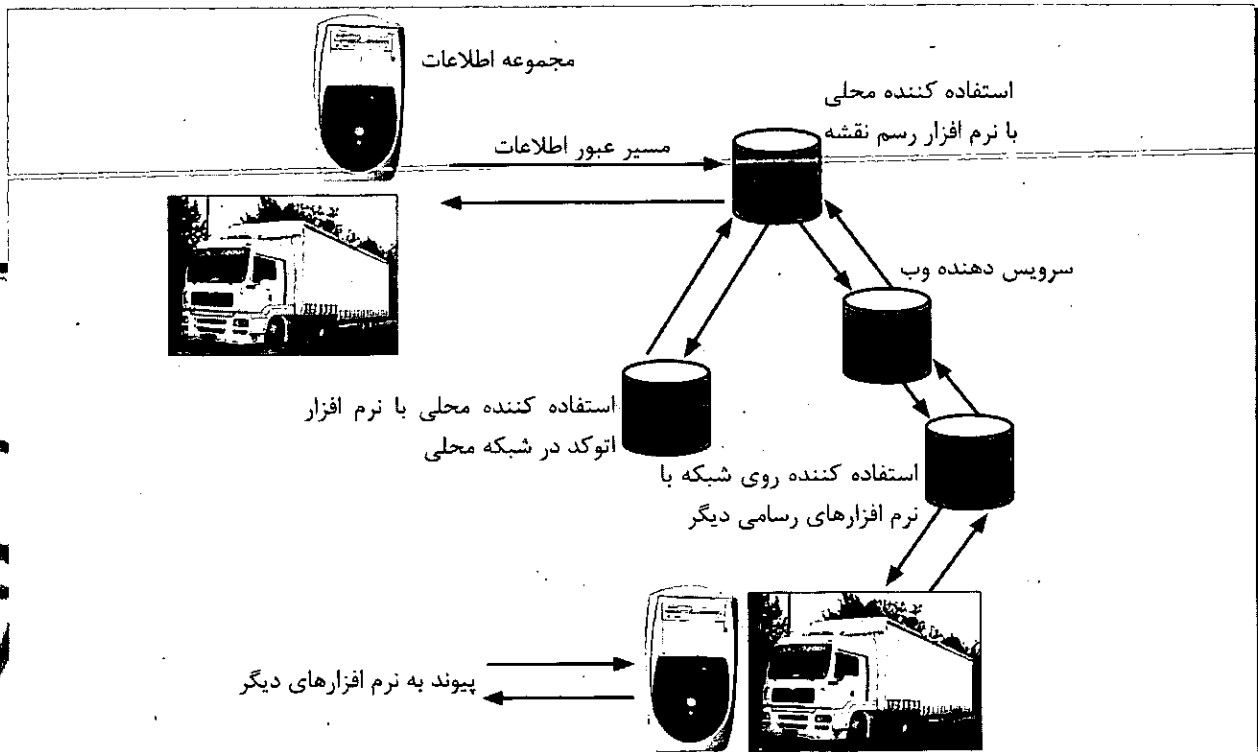 مجموعه اطلاعات
استفاده کننده محلی
با نرم افزار رسم نقشه
مسیر عبور اطلاعات
سرویس دهنده وب
استفاده کننده محلی با نرم افزار
اتوکد در شبکه محلی
استفاده کننده روی شبکه با
نرم افزارهای رسامی دیگر
پیوند به نرم افزارهای دیگر